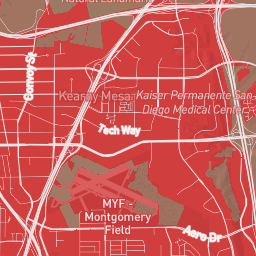 Convoy St
Kearny Mesa
Kaiser Permanente San
Diego Medical Center
Tech Way
MYF -
Montgomery
Field
Aero Dr